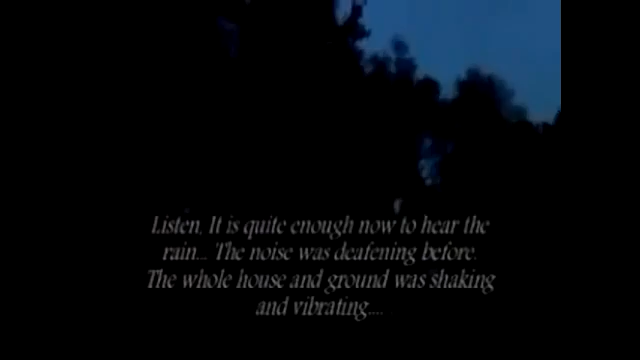 Listen, It is quite enough now to hear the
rain... The noise was deafening before.
The whole house and ground was shaking
and vibrating....